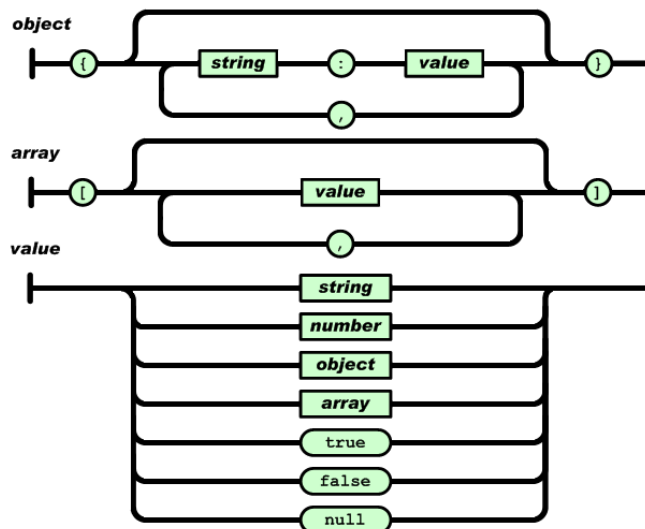 object
{ string : value }
,
array
[ value ]
,
value
string
number
object
array
true
false
null